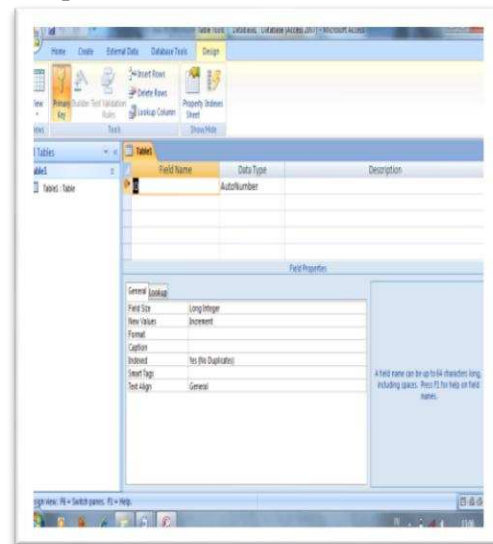 Table Tools Database1 : Database (Access 2007) - Microsoft Access
Home Create External Data Database Tools Design
Primary Key
Builder
Test Validation Rules
Insert Rows
Delete Rows
Lookup Column
Property Sheet
Indexes
Tools
Show/Hide
Tables
Table1
Table1 : Table
Table1
Field Name Data Type Description
AutoNumber
Field Properties
General Lookup
Field Size Long Integer
New Values Increment
Format
Caption
Indexed Yes (No Duplicates)
Smart Tags
Text Align General
A field name can be up to 64 characters long,
including spaces. Press F1 for help on field
names.
F6 = Switch panes. F1 = Help.